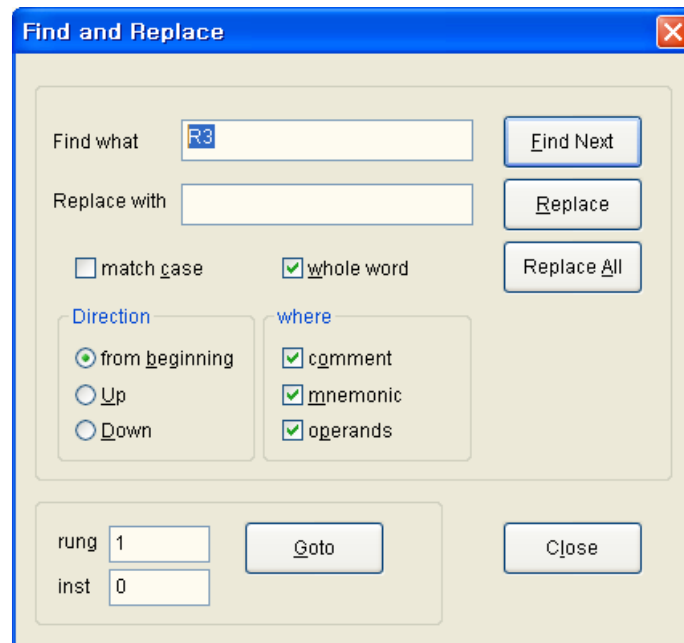 Find and Replace
Find what
R3
Find Next
Replace with
Replace
match case
whole word
Replace All
Direction
where
from beginning
comment
Up
mnemonic
Down
operands
rung
1
Goto
Close
inst
0